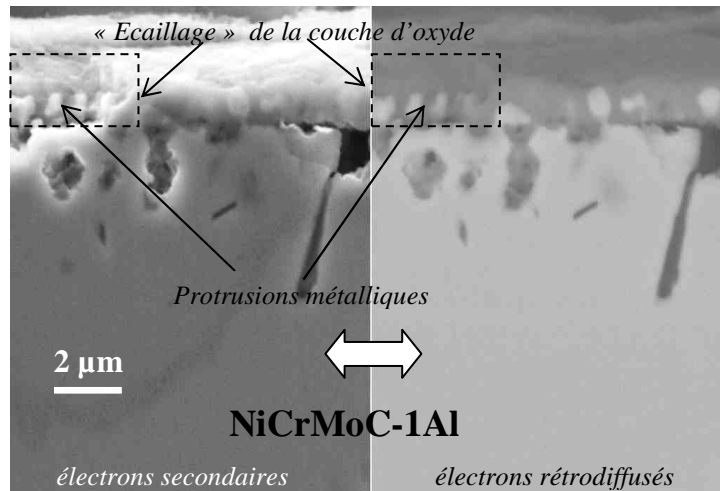 « Ecaillage » de la couche d’oxyde
Protrusions métalliques
2 µm
NiCrMoC-1Al
électrons secondaires
électrons rétrodiffusés